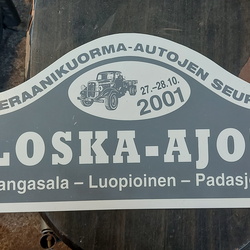 ERAANIKUORMA-AUTOJEN SEUR
27.-28.10.
2001
LOSKA-AJO
angasala – Luopioinen – Padasj